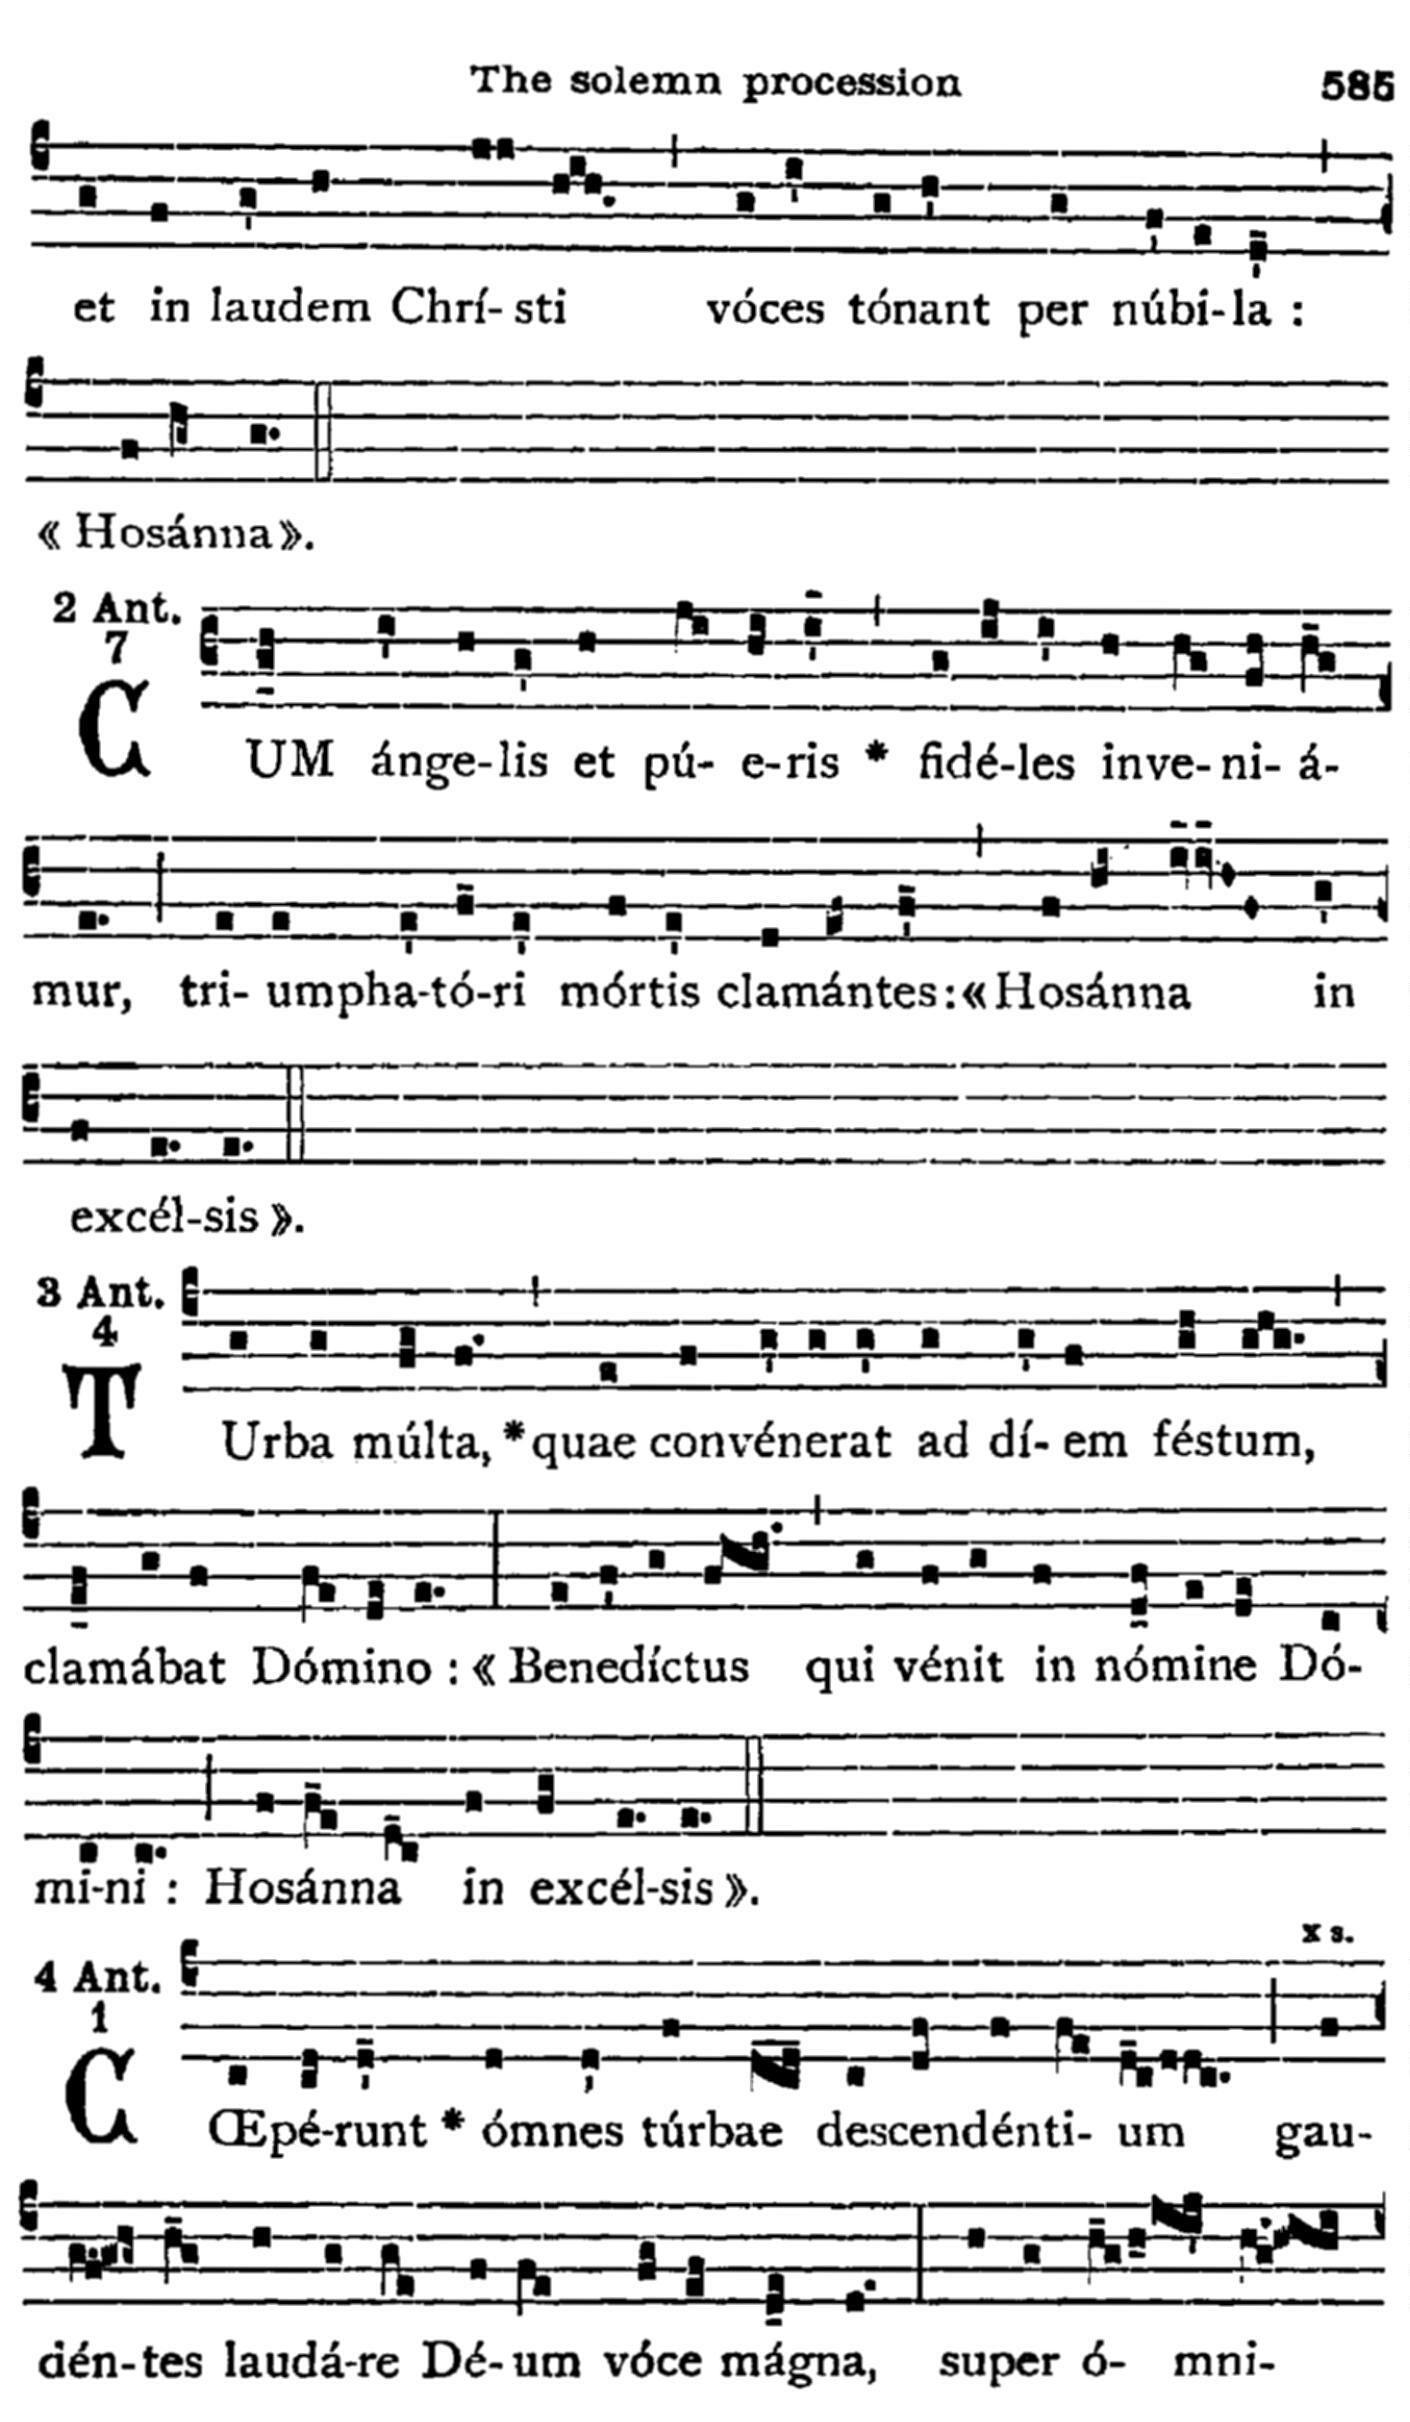 The solemn procession 585
et in laudem Chrí- sti vóces tónant per núbi-la :
« Hosánna».
2 Ant.
7
CUM ánge-lis et pú- e-ris * fidé-les inve- ni- á-
mur, tri- umpha-tó-ri mórtis clamántes:« Hosánna in
excél-sis ».
3 Ant.
4
TUrba múlta, *quae convénerat ad dí- em féstum,
clamábat Dómino : « Benedíctus qui vénit in nómine Dó-
mi-ni : Hosánna in excél-sis ».
x s.
4 Ant.
1
CŒpé-runt * ómnes túrbae descendénti- um gau-
dén-tes laudá-re Dé-um vóce mágna, super ó- mni-